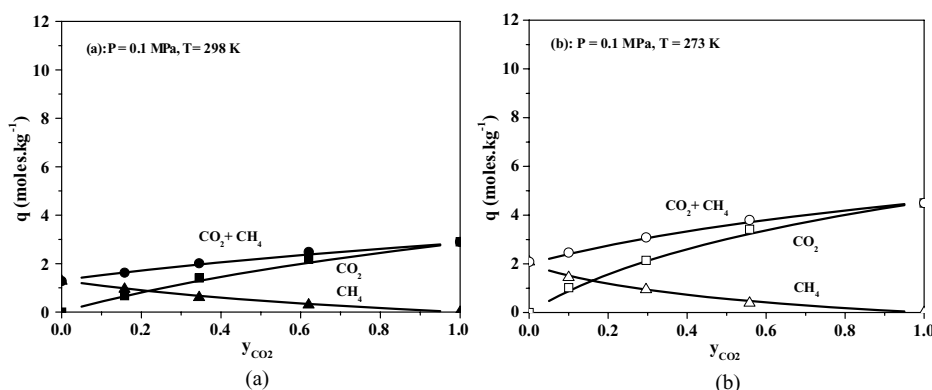 12
10
8
6
4
2
0
q (moles.kg⁻¹)
(a): P = 0.1 MPa, T= 298 K
CO₂+ CH₄
CO₂
CH₄
0.0 0.2 0.4 0.6 0.8 1.0
y_CO2
(a)
12
10
8
6
4
2
0
q (moles.kg⁻¹)
(b): P = 0.1 MPa, T = 273 K
CO₂+ CH₄
CO₂
CH₄
0.0 0.2 0.4 0.6 0.8 1.0
y_CO2
(b)